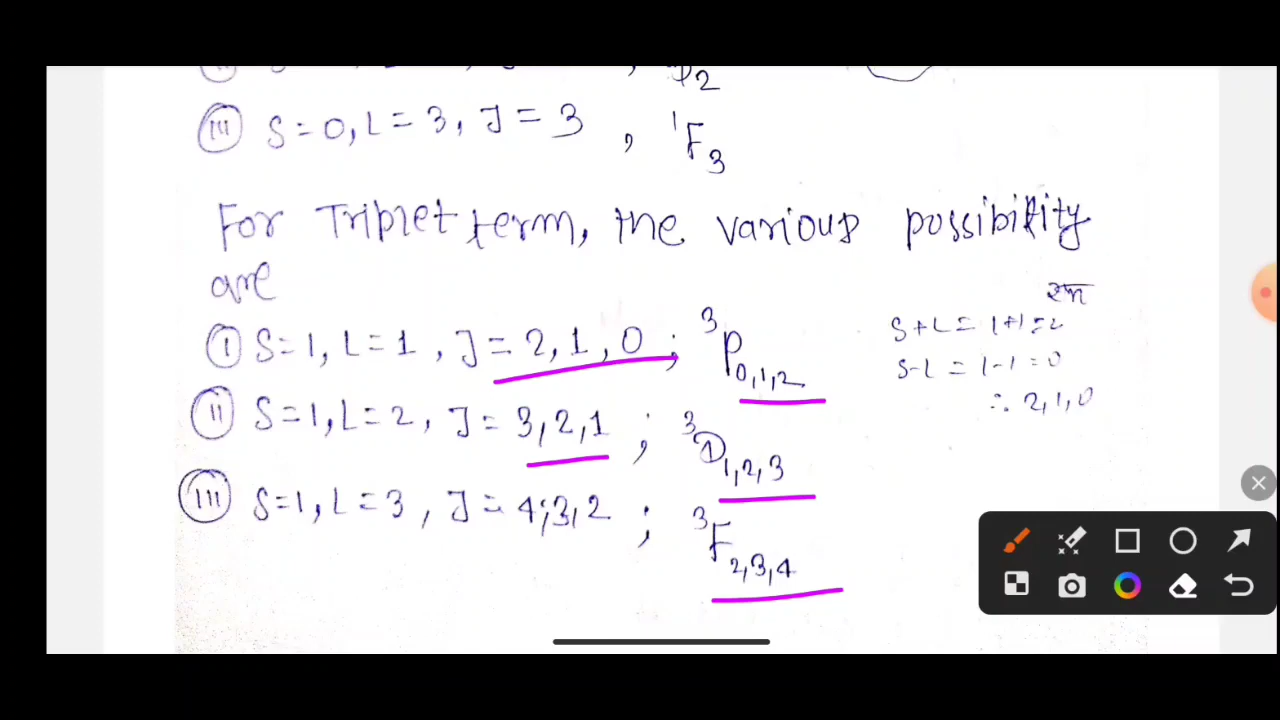 D₂
(III) S=0, L=3, J=3, ¹F₃
For Triplet term, the various possibility
are
(I) S=1, L=1, J=2,1,0; ³P₀,₁,₂
S+L=1+1=2
S-L=1-1=0
∴ 2,1,0
(II) S=1, L=2, J=3,2,1; ³D₁,₂,₃
(III) S=1, L=3, J=4,3,2; ³F₂,₃,₄